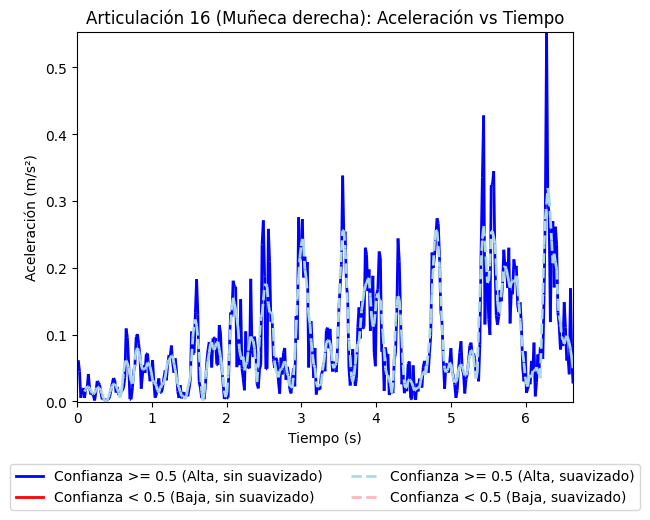 Articulación 16 (Muñeca derecha): Aceleración vs Tiempo
Aceleración (m/s²)
0.5
0.4
0.3
0.2
0.1
0.0
0 1 2 3 4 5 6
Tiempo (s)
Confianza >= 0.5 (Alta, sin suavizado) Confianza >= 0.5 (Alta, suavizado)
Confianza < 0.5 (Baja, sin suavizado) Confianza < 0.5 (Baja, suavizado)